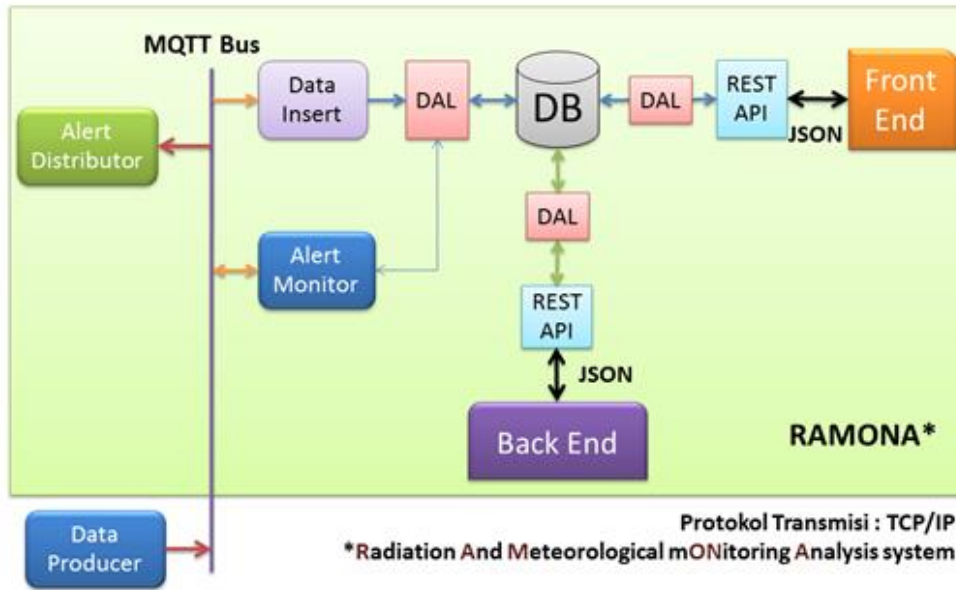 MQTT Bus
Data
Insert
DAL
DB
DAL
REST
API
JSON
Front
End
Alert
Distributor
Alert
Monitor
DAL
REST
API
JSON
Back End
RAMONA*
Data
Producer
Protokol Transmisi : TCP/IP
*Radiation And Meteorological mONitoring Analysis system